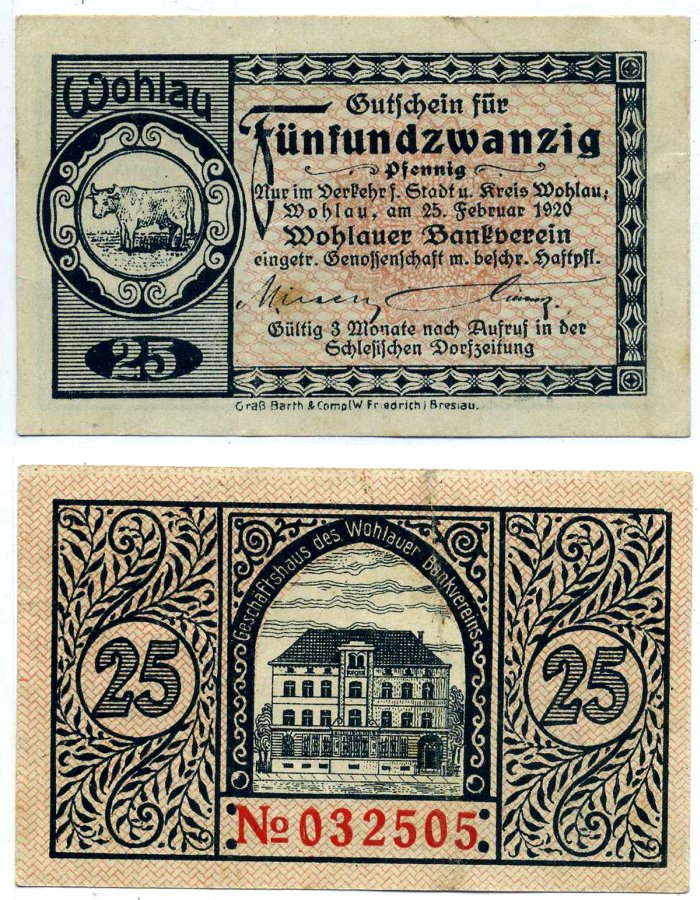 Wohlau
25
Gutschein für
Fünfundzwanzig
Pfennig
Nur im Verkehr f. Stadt u. Kreis Wohlau;
Wohlau, am 25. Februar 1920
Wohlauer Bankverein
eingetr. Genossenschaft m. beschr. Haftpfl.
Gültig 3 Monate nach Aufruf in der
Schlesischen Dorfzeitung
Graß Barth & Comp (W Friedrich) Breslau.
Geschäftshaus des Wohlauer Bankvereins
25
25
No 032505